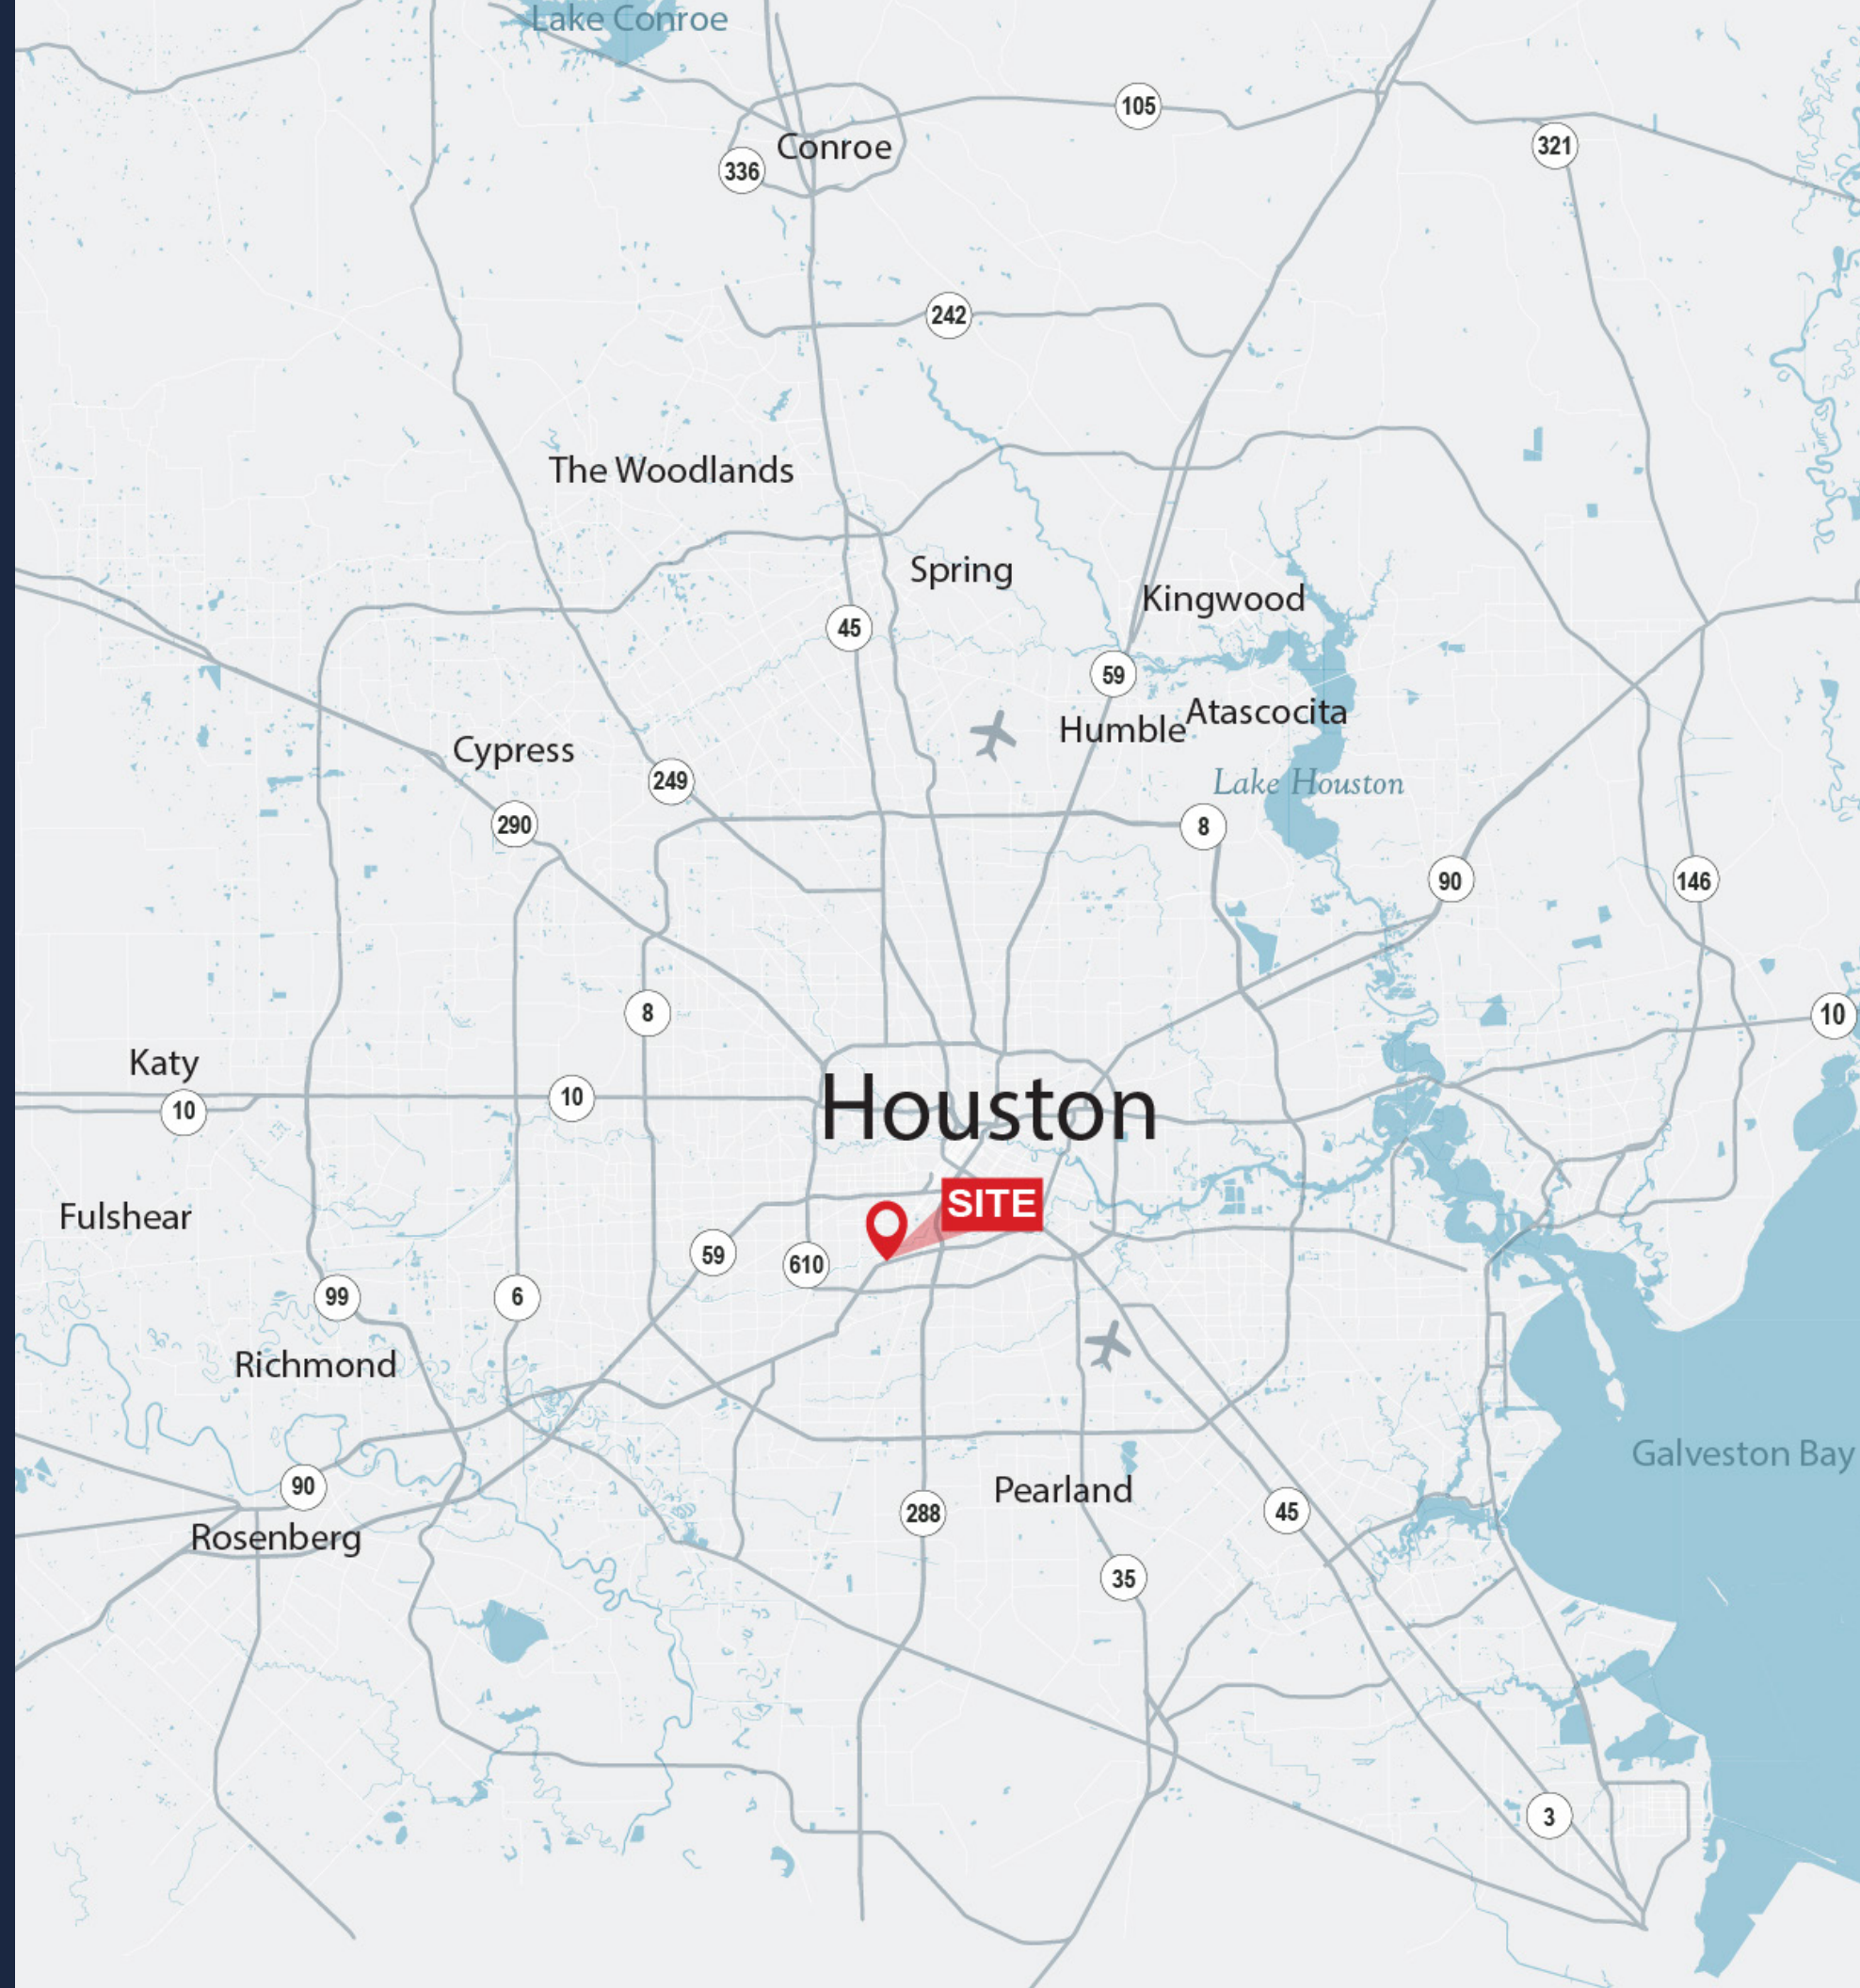 Lake Conroe
105
Conroe
321
336
242
The Woodlands
Spring
Kingwood
45
59
Atascocita
Humble
Cypress
249
Lake Houston
290
8
90
146
8
10
Katy
10
10
Houston
SITE
Fulshear
59
610
99
6
Richmond
Galveston Bay
90
Pearland
45
288
Rosenberg
35
3